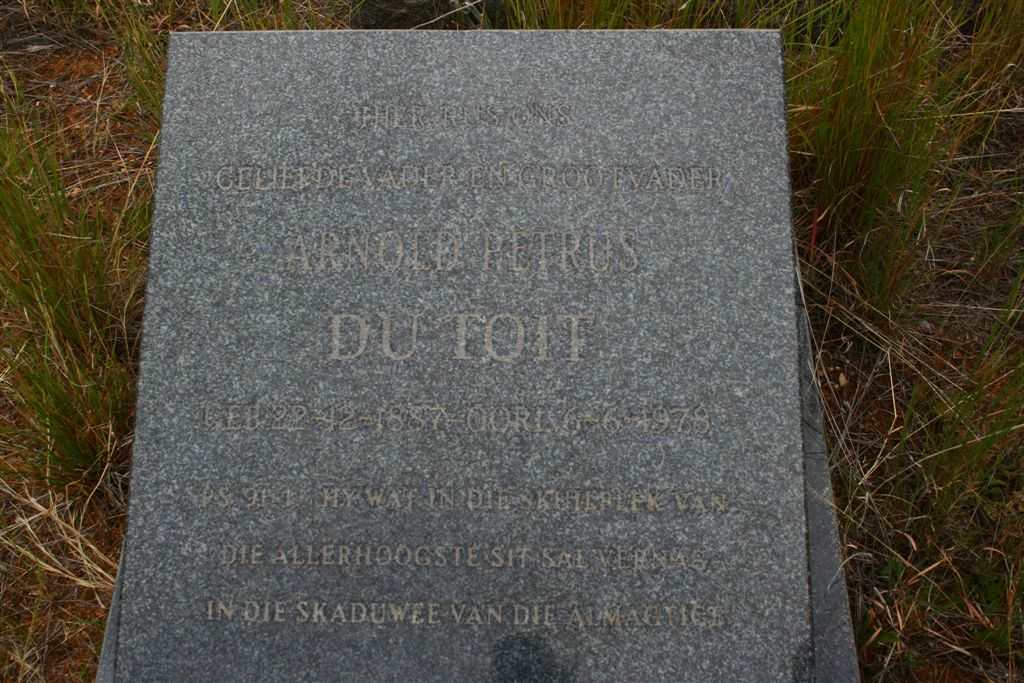 HIER RUS ONS
GELIEFDE VADER EN GROOTVADER
ARNOLD PETRUS
DU TOIT
GEB. 22-12-1887-OORL. 6-6-1978
PS. 91:1 HY WAT IN DIE SKUILPLEK VAN
DIE ALLERHOOGSTE SIT SAL VERNAG
IN DIE SKADUWEE VAN DIE ALMAGTIGE